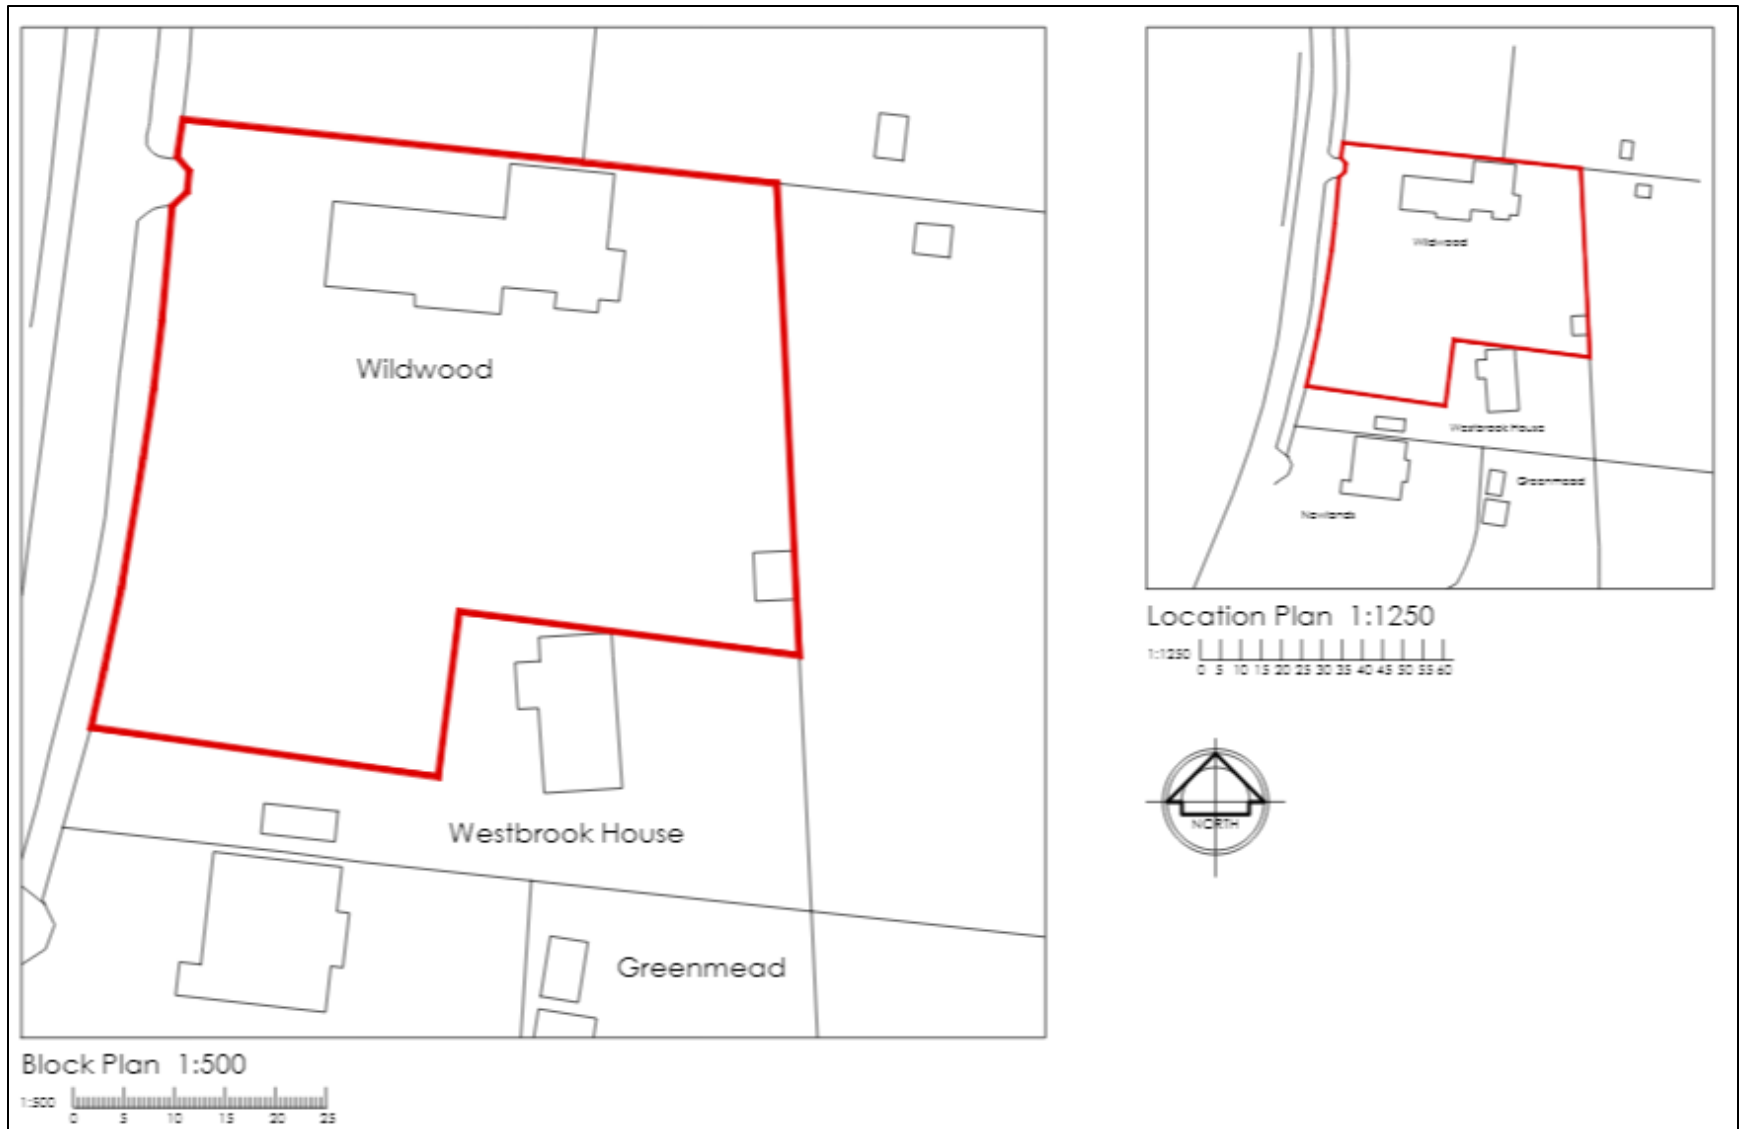 Wildwood
Westbrook House
Greenmead
Block Plan 1:500
1:500
0 5 10 15 20 25
Wildwood
Westbrook House
Greenmead
Newlands
Location Plan 1:1250
1:1250
0 5 10 15 20 25 30 35 40 45 50 55 60
NORTH